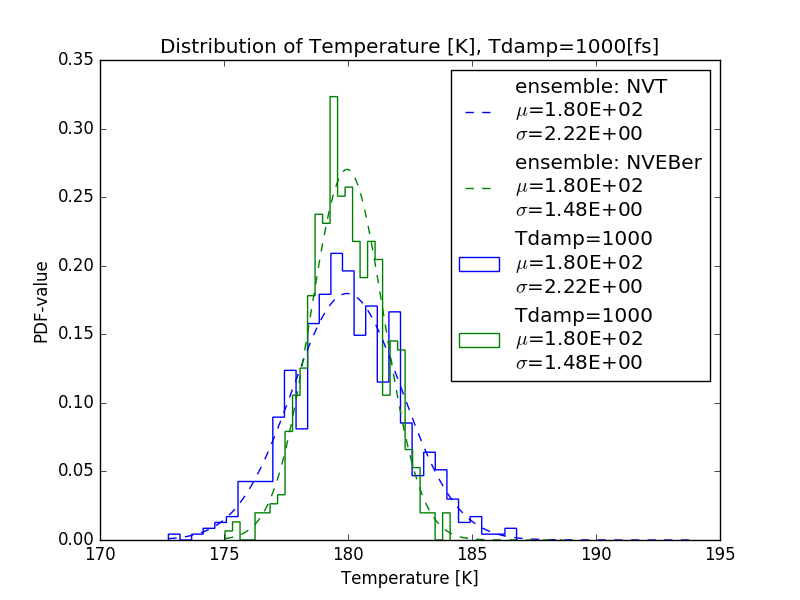 Distribution of Temperature [K], Tdamp=1000[fs]
0.35
0.30
0.25
0.20
0.15
0.10
0.05
0.00
PDF-value
170
175
180
185
190
195
Temperature [K]
ensemble: NVT
μ=1.80E+02
σ=2.22E+00
ensemble: NVEBer
μ=1.80E+02
σ=1.48E+00
Tdamp=1000
μ=1.80E+02
σ=2.22E+00
Tdamp=1000
μ=1.80E+02
σ=1.48E+00